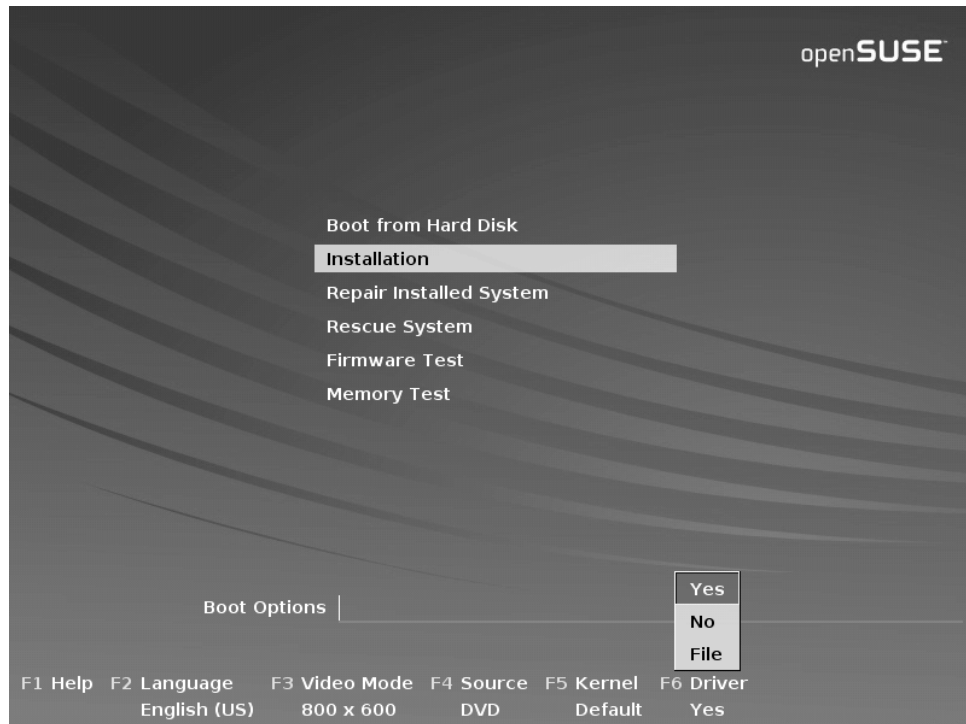 openSUSE
Boot from Hard Disk
Installation
Repair Installed System
Rescue System
Firmware Test
Memory Test
Boot Options
Yes
No
File
F1 Help F2 Language F3 Video Mode F4 Source F5 Kernel F6 Driver
English (US) 800 x 600 DVD Default Yes